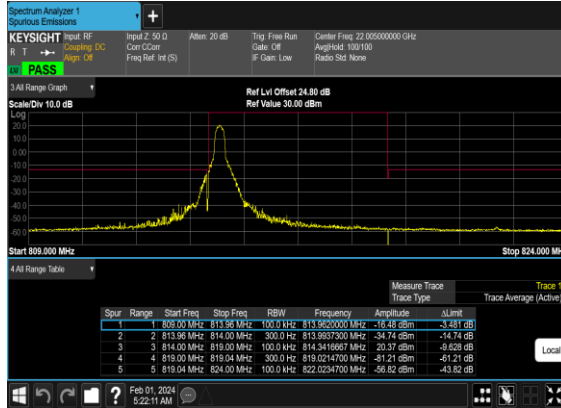 Spectrum Analyzer 1
Spurious Emissions
KEYSIGHT Input: RF Input Z: 50 Ω Atten: 20 dB Trig: Free Run Center Freq: 22.005000000 GHz
R T Coupling: DC Corr CCorr Gate: Off Avg|Hold: 100/100
Align: Off Freq Ref: Int (S) IF Gain: Low Radio Std: None
PASS
3 All Range Graph
Ref Lvl Offset 24.80 dB
Scale/Div 10.0 dB Ref Value 30.00 dBm
Log
20.0
10.0
0.00
-10.0
-20.0
-30.0
-40.0
-50.0
-60.0
Start 809.000 MHz Stop 824.000 MH
4 All Range Table
Measure Trace Trace 1
Trace Type Trace Average (Active)
Spur Range Start Freq Stop Freq RBW Frequency Amplitude ΔLimit
1 1 809.00 MHz 813.96 MHz 100.0 kHz 813.9620000 MHz -16.48 dBm -3.481 dB
2 2 813.96 MHz 814.00 MHz 300.0 Hz 813.9937300 MHz -34.74 dBm -14.74 dB
3 3 814.00 MHz 819.00 MHz 100.0 kHz 814.3416667 MHz 20.37 dBm -9.628 dB
4 4 819.00 MHz 819.04 MHz 300.0 Hz 819.0214700 MHz -81.21 dBm -61.21 dB
5 5 819.04 MHz 824.00 MHz 100.0 kHz 822.0234700 MHz -56.82 dBm -43.82 dB
Local
Feb 01, 2024
5:22:11 AM